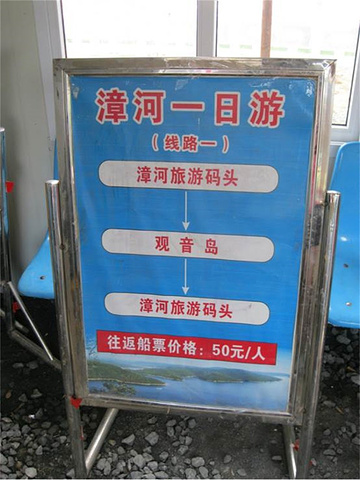 漳河一日游
（线路一）
漳河旅游码头
观音岛
漳河旅游码头
往返船票价格：50元/人